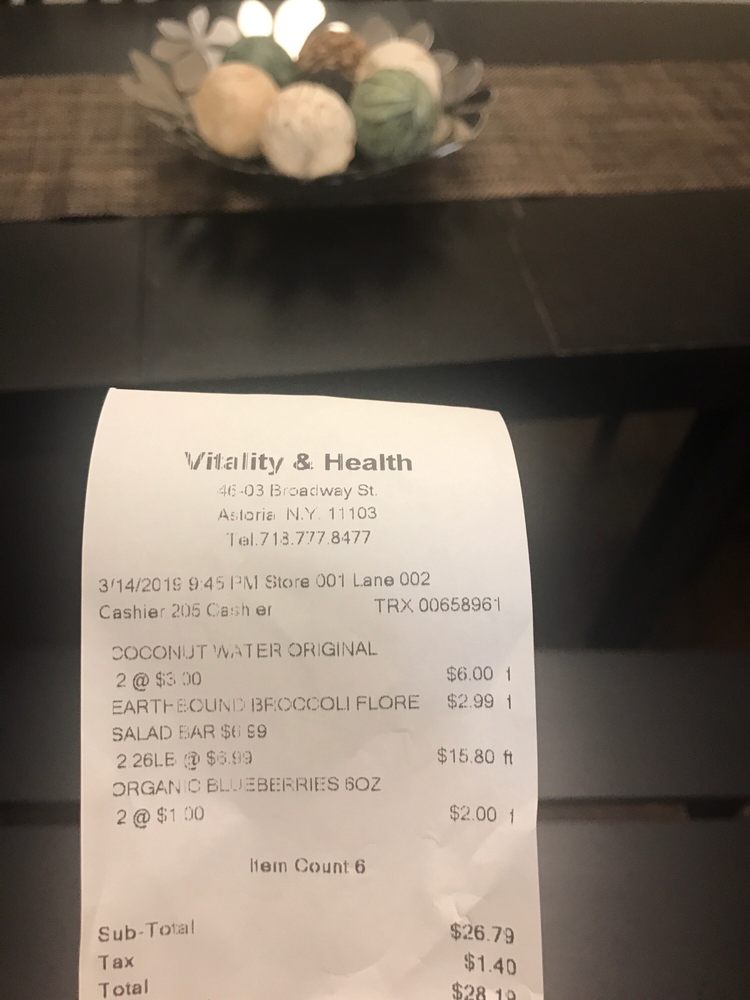 Vitality & Health
46-03 Broadway St.
Astoria N.Y. 11103
Tel.718.777.8477
3/14/2019 9:45 PM Store 001 Lane 002
Cashier 205 Cashier TRX 00658961
COCONUT WATER ORIGINAL
2 @ $3.00 $6.00 f
EARTHBOUND BROCCOLI FLORE $2.99 f
SALAD BAR $6.99
2.26LB @ $6.99 $15.80 ft
ORGANIC BLUEBERRIES 6OZ
2 @ $1.00 $2.00 f
Item Count 6
Sub-Total $26.79
Tax $1.40
Total $28.19